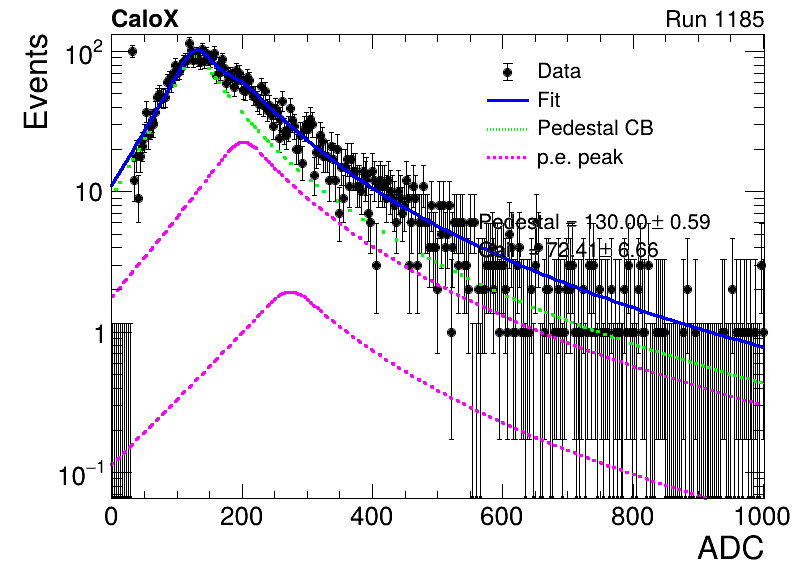 CaloX Run 1185
Events
10²
10
1
10⁻¹
Data
Fit
Pedestal CB
p.e. peak
Pedestal = 130.00± 0.59
Gain = 72.41± 6.66
0 200 400 600 800 1000
ADC